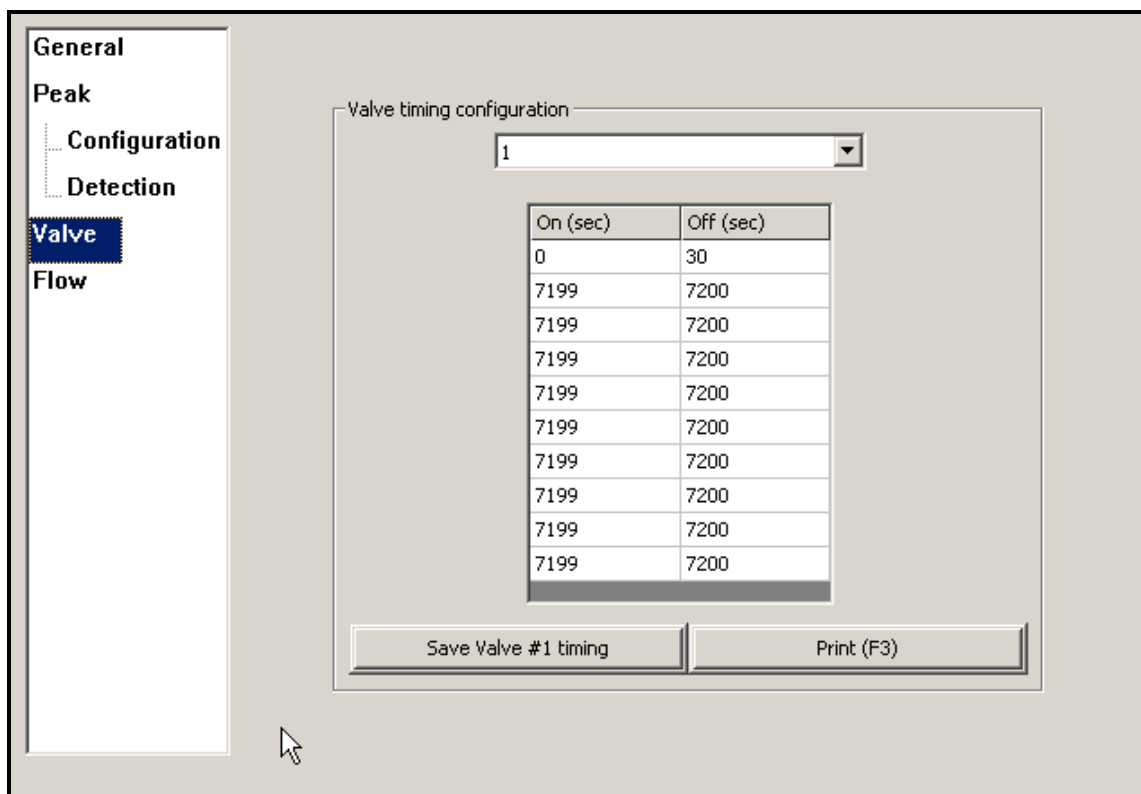 General
Peak
Configuration
Detection
Valve
Flow
Valve timing configuration
1
On (sec) Off (sec)
0 30
7199 7200
7199 7200
7199 7200
7199 7200
7199 7200
7199 7200
7199 7200
7199 7200
7199 7200
Save Valve #1 timing Print (F3)